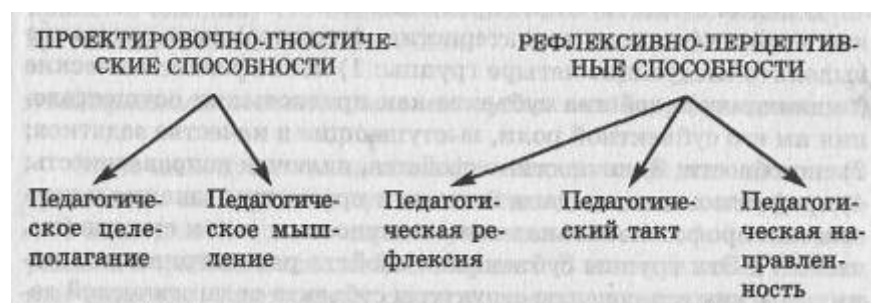 ПРОЕКТИРОВОЧНО-ГНОСТИЧЕ-
СКИЕ СПОСОБНОСТИ
РЕФЛЕКСИВНО-ПЕРЦЕПТИВ-
НЫЕ СПОСОБНОСТИ
Педагогиче-
ское целе-
полагание
Педагогиче-
ское мыш-
ление
Педагоги-
ческая ре-
флексия
Педагогиче-
ский такт
Педагоги-
ческая на-
правлен-
ность